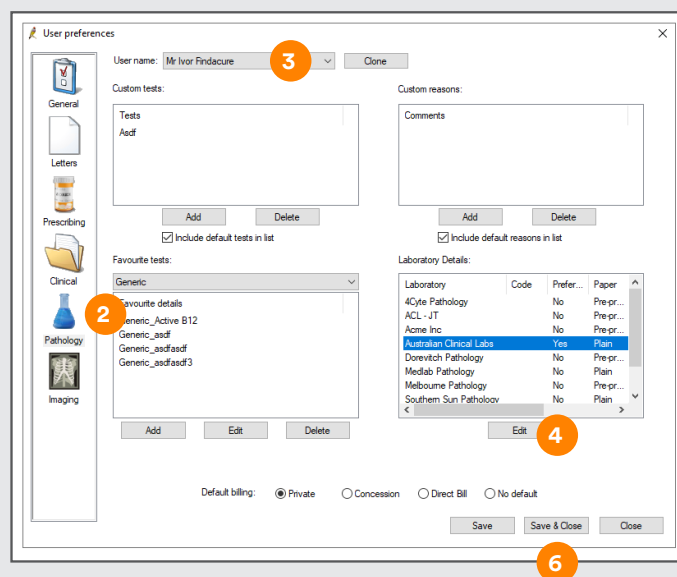 User preferences
User name: Mr Ivor Findacure 3 Clone
General
Letters
Prescribing
Clinical
Pathology
Imaging
2
Custom tests:
Tests
Asdf
Add Delete
Include default tests in list
Custom reasons:
Comments
Add Delete
Include default reasons in list
Favourite tests:
Generic
Favourite details
Generic_Active B12
Generic_asdf
Generic_asdfasdf
Generic_asdfasdf3
Add Edit Delete
Laboratory Details:
Laboratory Code Prefer... Paper
4Cyte Pathology No Pre-pr...
ACL - JT No Pre-pr...
Acme Inc No Pre-pr...
Australian Clinical Labs Yes Plain
Dorevitch Pathology No Pre-pr...
Medlab Pathology No Plain
Melbourne Pathology No Pre-pr...
Southern Sun Pathology No Plain
Edit 4
Default billing: Private Concession Direct Bill No default
Save Save & Close Close
6